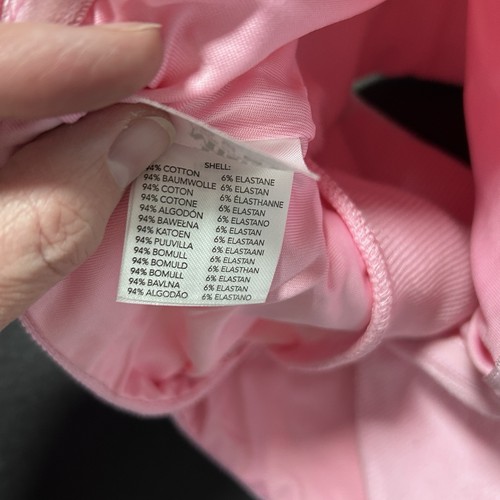 SHELL:
94% COTTON 6% ELASTANE
94% BAUMWOLLE 6% ELASTAN
94% COTON 6% ÉLASTHANNE
94% COTONE 6% ELASTAN
94% ALGODÓN 6% ELASTANO
94% BAWEŁNA 6% ELASTAN
94% KATOEN 6% ELASTAAN
94% PUUVILLA 6% ELASTAANI
94% BOMULL 6% ELASTAN
94% BOMULD 6% ELASTHAN
94% BOMULL 6% ELASTAN
94% BAVLNA 6% ELASTAN
94% ALGODÃO 6% ELASTANO